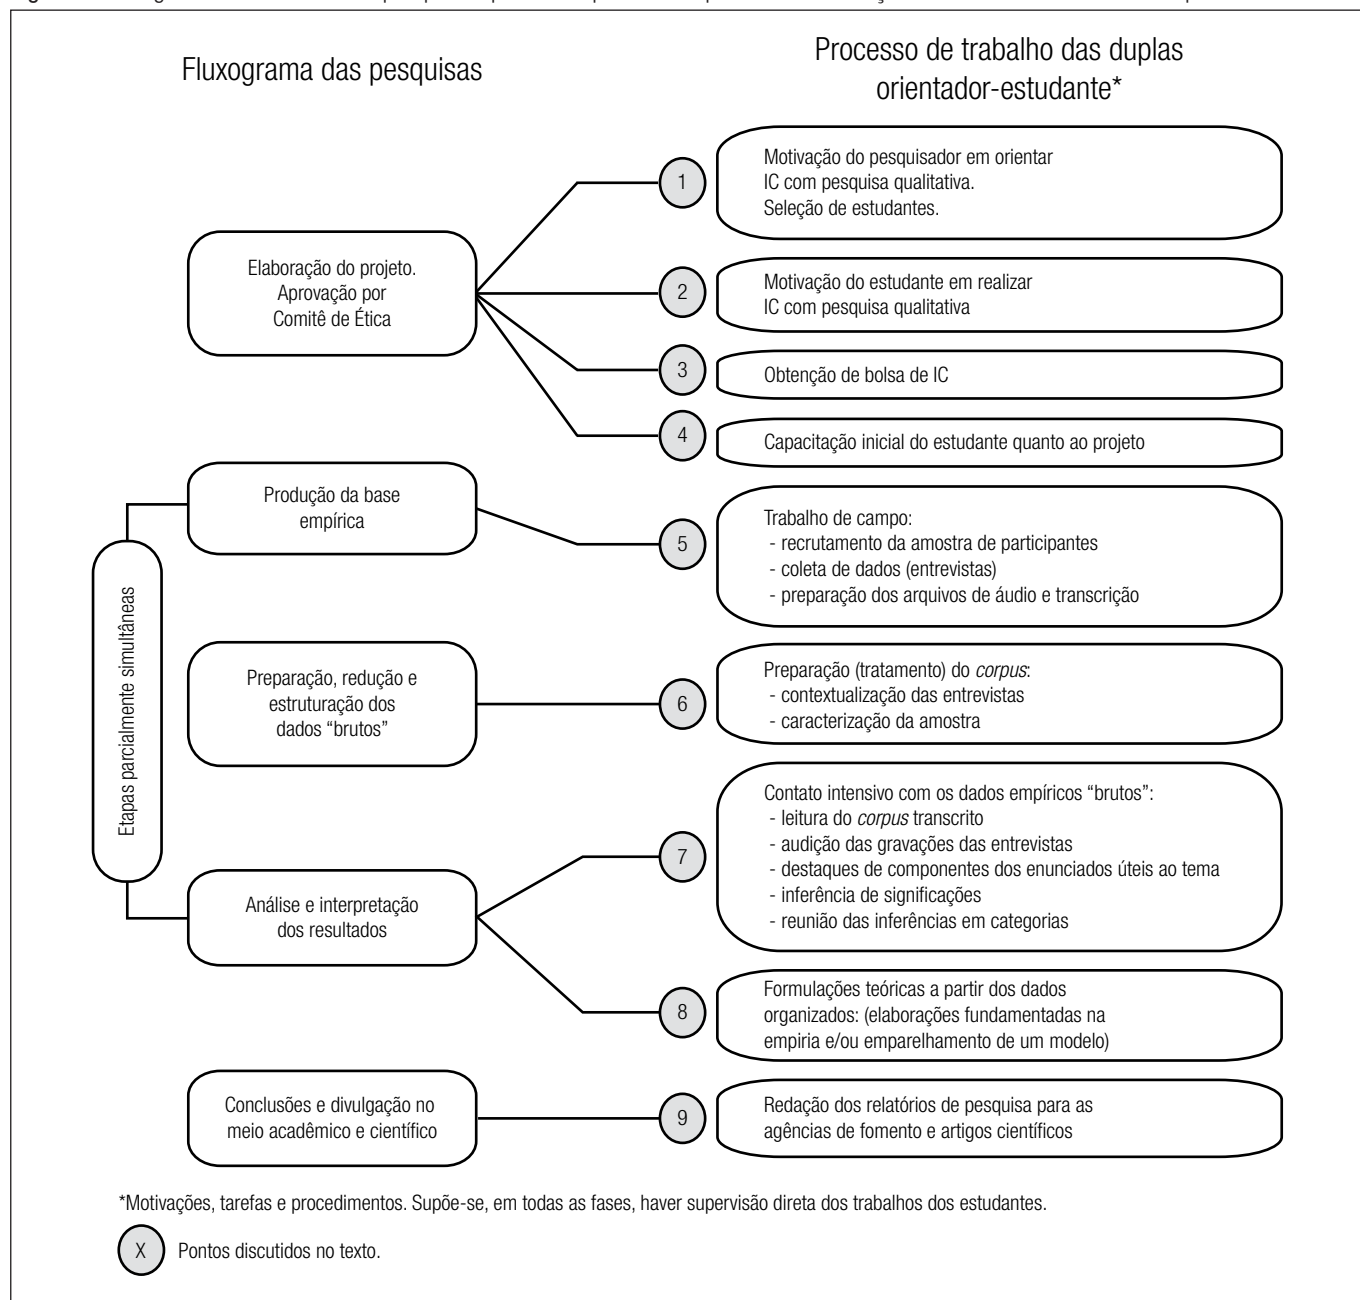 Fluxograma das pesquisas
Processo de trabalho das duplas
orientador-estudante*
Elaboração do projeto.
Aprovação por
Comitê de Ética
1
Motivação do pesquisador em orientar
IC com pesquisa qualitativa.
Seleção de estudantes.
2
Motivação do estudante em realizar
IC com pesquisa qualitativa
3
Obtenção de bolsa de IC
4
Capacitação inicial do estudante quanto ao projeto
Etapas parcialmente simultâneas
Produção da base
empírica
5
Trabalho de campo:
- recrutamento da amostra de participantes
- coleta de dados (entrevistas)
- preparação dos arquivos de áudio e transcrição
Preparação, redução e
estruturação dos
dados “brutos”
6
Preparação (tratamento) do corpus:
- contextualização das entrevistas
- caracterização da amostra
Análise e interpretação
dos resultados
7
Contato intensivo com os dados empíricos “brutos”:
- leitura do corpus transcrito
- audição das gravações das entrevistas
- destaques de componentes dos enunciados úteis ao tema
- inferência de significações
- reunião das inferências em categorias
8
Formulações teóricas a partir dos dados
organizados: (elaborações fundamentadas na
empiria e/ou emparelhamento de um modelo)
Conclusões e divulgação no
meio acadêmico e científico
9
Redação dos relatórios de pesquisa para as
agências de fomento e artigos científicos
*Motivações, tarefas e procedimentos. Supõe-se, em todas as fases, haver supervisão direta dos trabalhos dos estudantes.
X Pontos discutidos no texto.